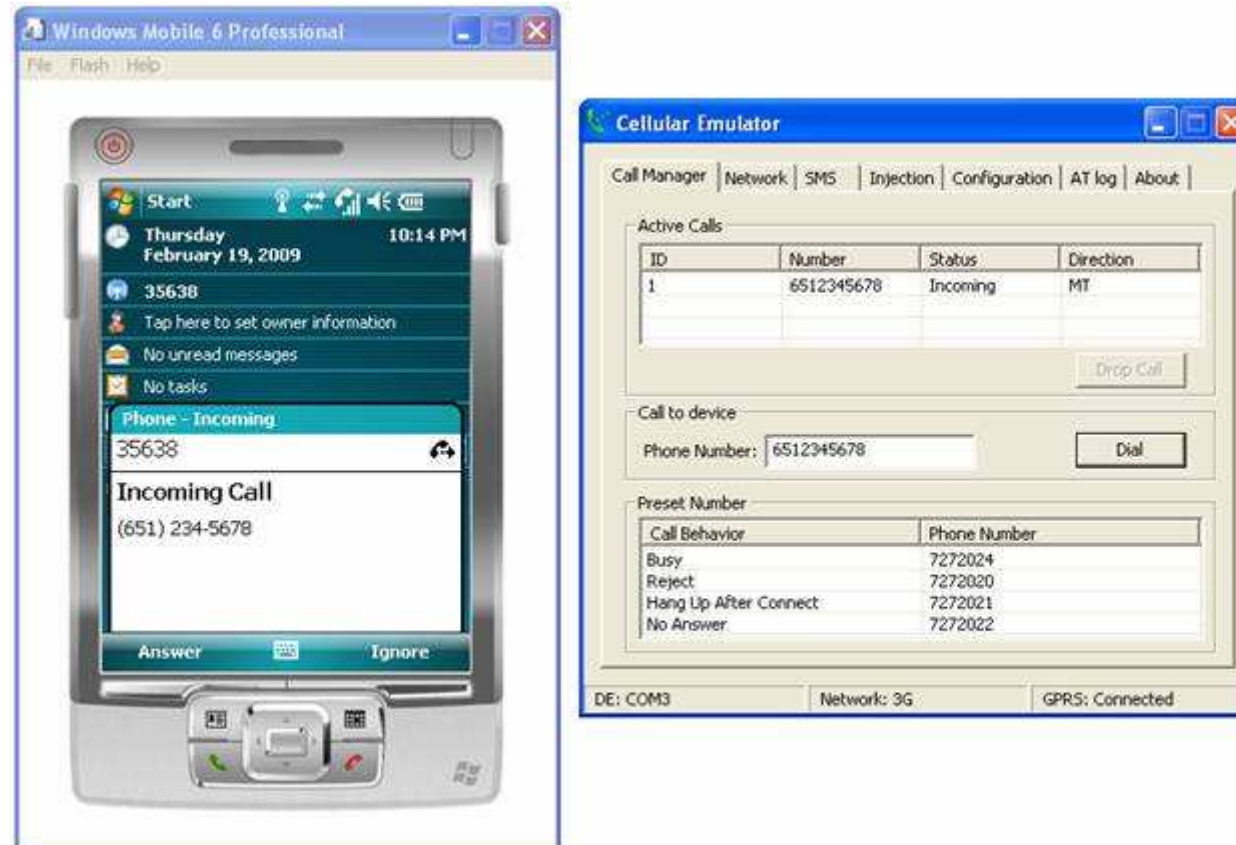 Windows Mobile 6 Professional
File Flash Help
Start
Thursday 10:14 PM
February 19, 2009
35638
Tap here to set owner information
No unread messages
No tasks
Phone - Incoming
35638
Incoming Call
(651) 234-5678
Answer Ignore
Cellular Emulator
Call Manager Network SMS Injection Configuration AT log About
Active Calls
ID Number Status Direction
1 6512345678 Incoming MT
Drop Call
Call to device
Phone Number: 6512345678 Dial
Preset Number
Call Behavior Phone Number
Busy 7272024
Reject 7272020
Hang Up After Connect 7272021
No Answer 7272022
DE: COM3 Network: 3G GPRS: Connected